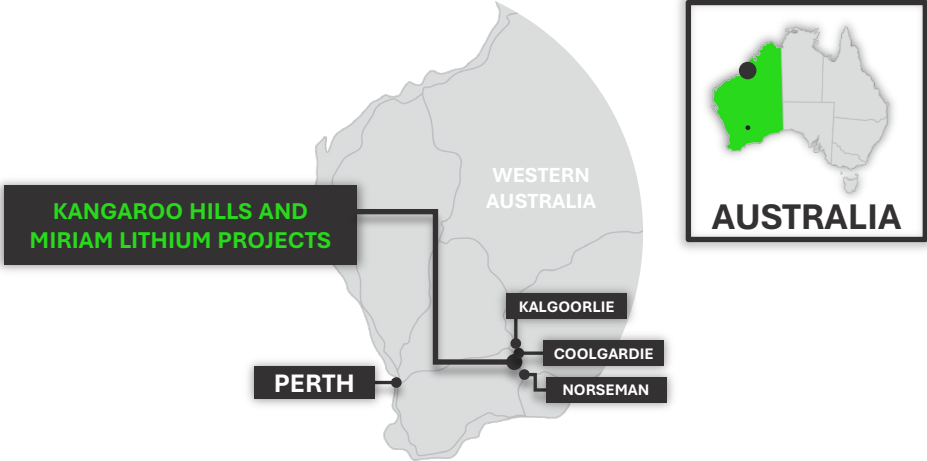 WESTERN
AUSTRALIA
KANGAROO HILLS AND
MIRIAM LITHIUM PROJECTS
AUSTRALIA
KALGOORLIE
COOLGARDIE
PERTH
NORSEMAN